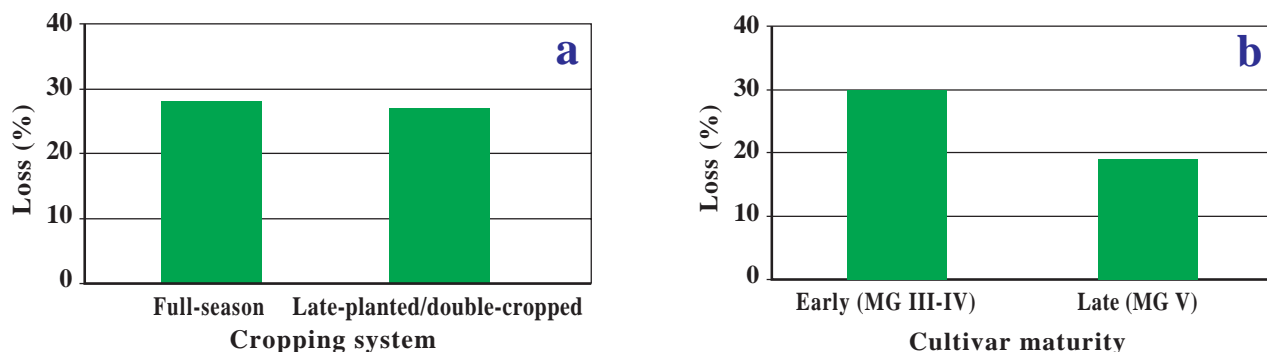 40
30
20
10
0
Loss (%)
a
Full-season
Late-planted/double-cropped
Cropping system
40
30
20
10
0
Loss (%)
b
Early (MG III-IV)
Late (MG V)
Cultivar maturity